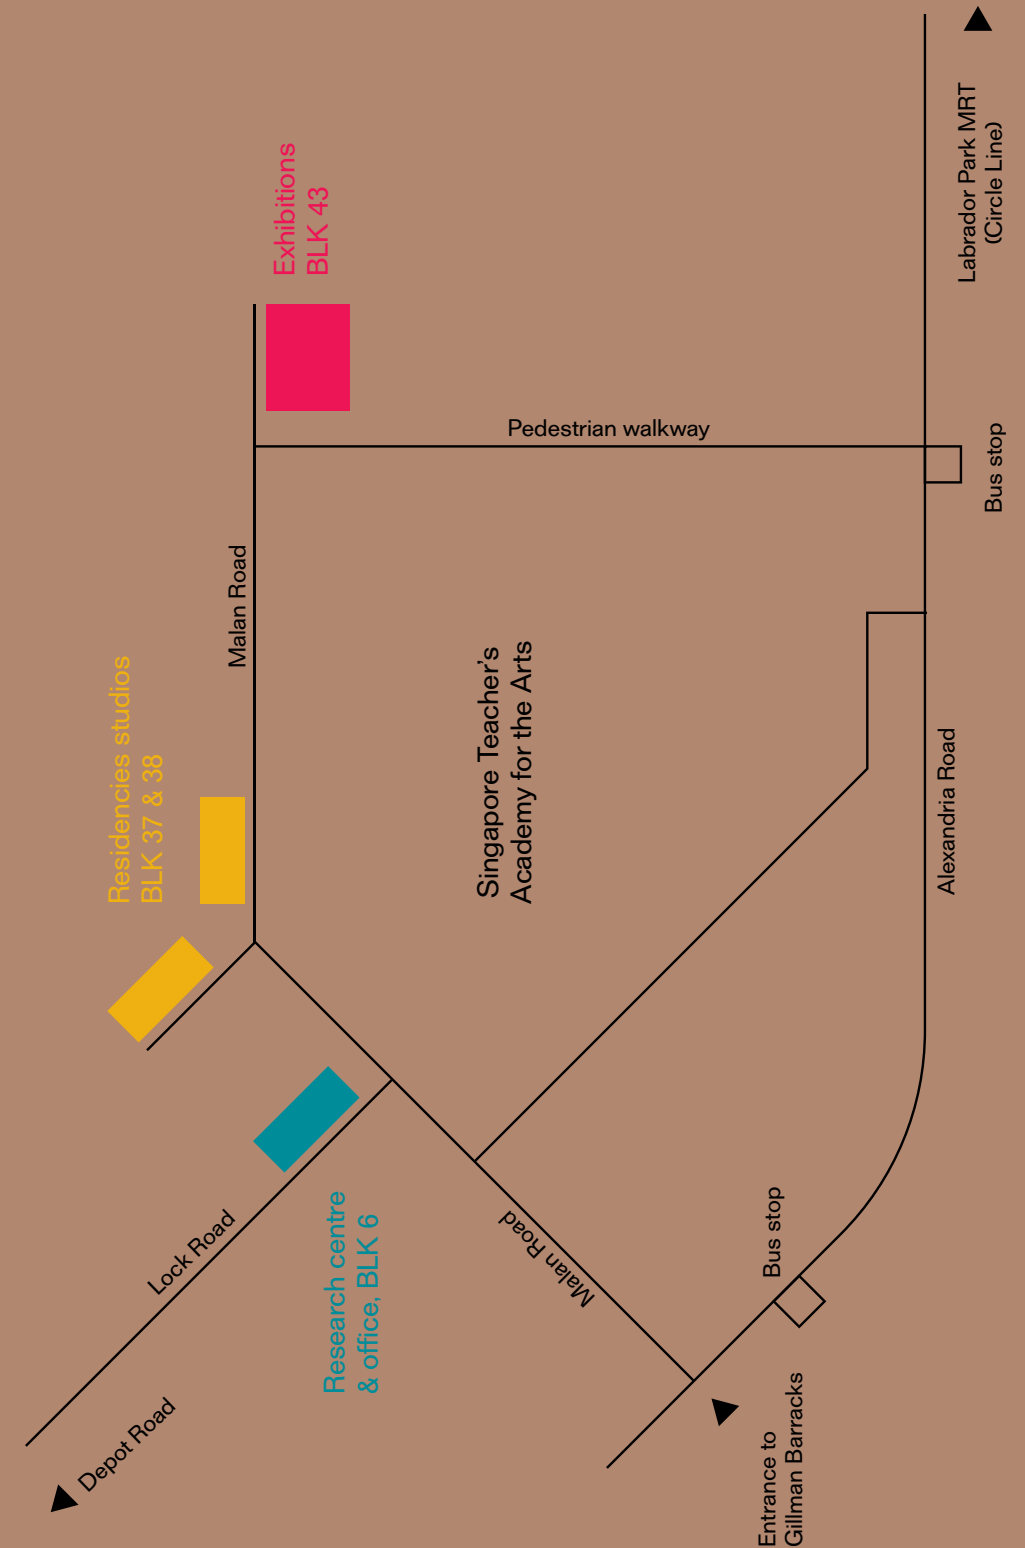 Exhibitions
BLK 43
Pedestrian walkway
Labrador Park MRT
(Circle Line)
Bus stop
Malan Road
Residencies studios
BLK 37 & 38
Singapore Teacher’s
Academy for the Arts
Alexandria Road
Lock Road
Research centre
& office, BLK 6
Malan Road
Bus stop
Depot Road
Entrance to
Gillman Barracks